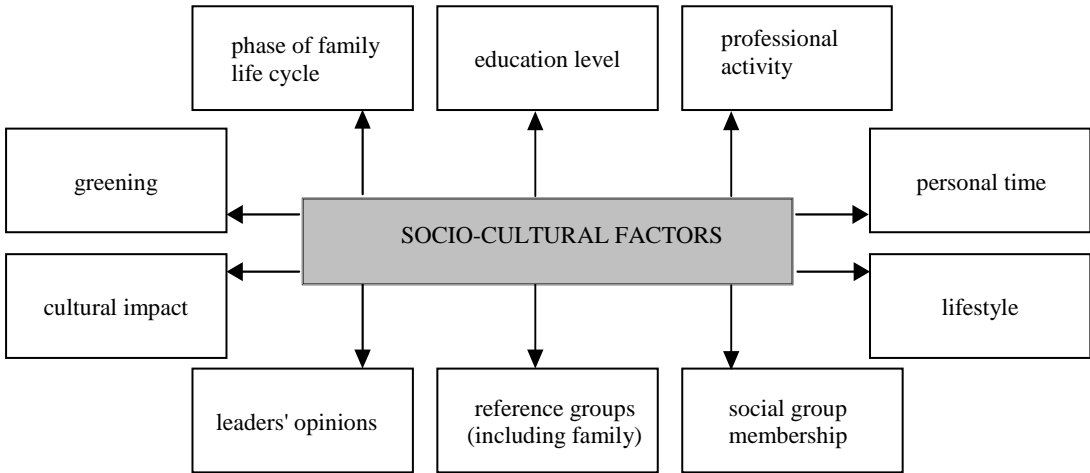 phase of family
life cycle
education level
professional
activity
greening
personal time
SOCIO-CULTURAL FACTORS
cultural impact
lifestyle
leaders' opinions
reference groups
(including family)
social group
membership